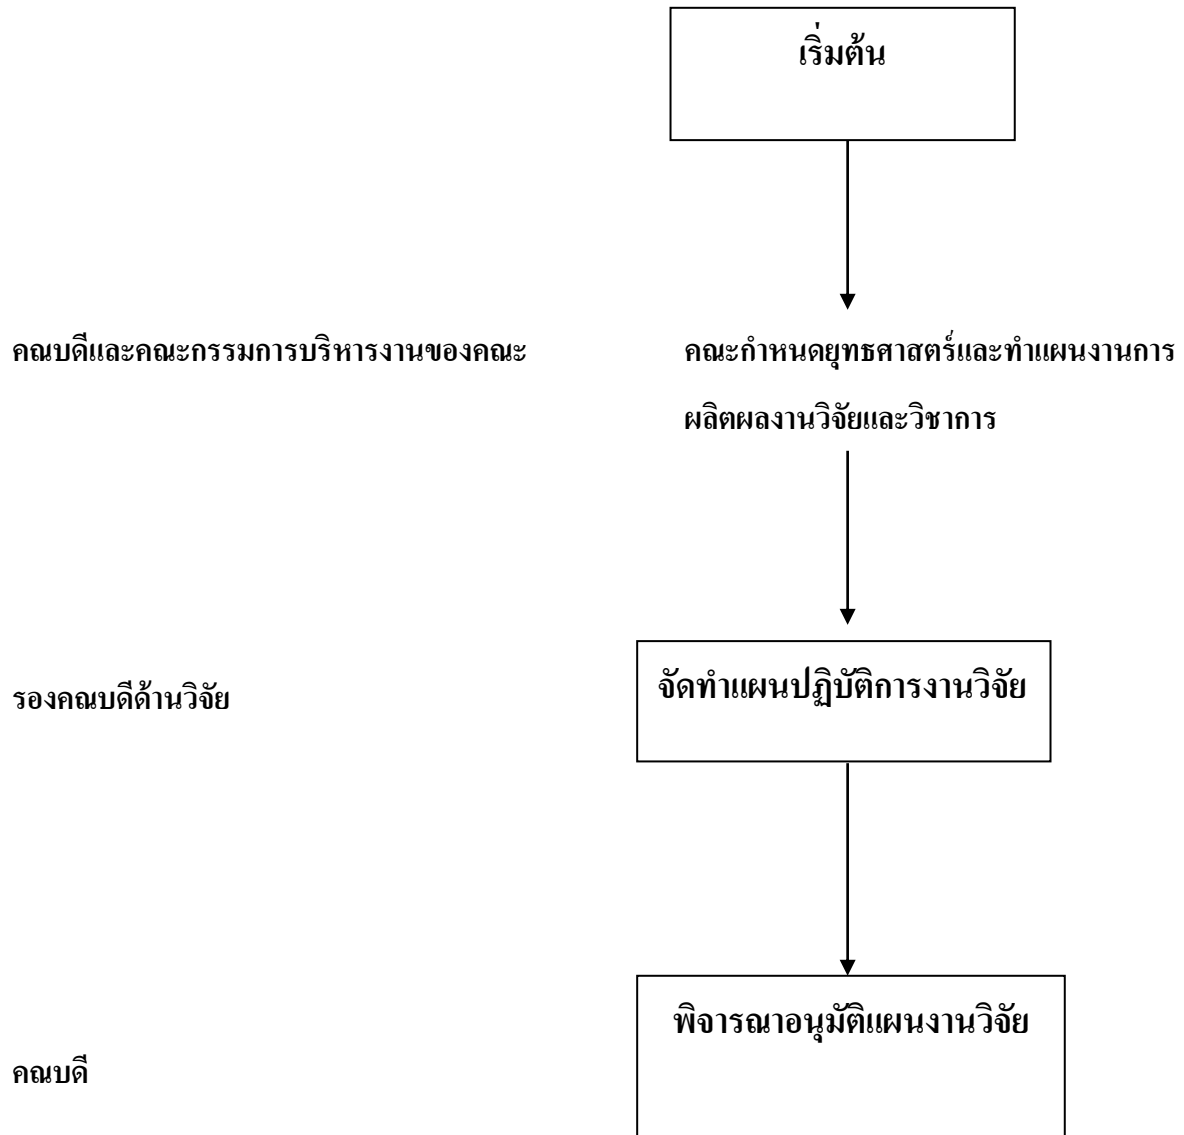 เริ่มต้น
คณบดีและคณะกรรมการบริหารงานของคณะ
คณะกำหนดยุทธศาสตร์และทำแผนงานการ
ผลิตผลงานวิจัยและวิชาการ
รองคณบดีด้านวิจัย
จัดทำแผนปฏิบัติการงานวิจัย
พิจารณาอนุมัติแผนงานวิจัย
คณบดี